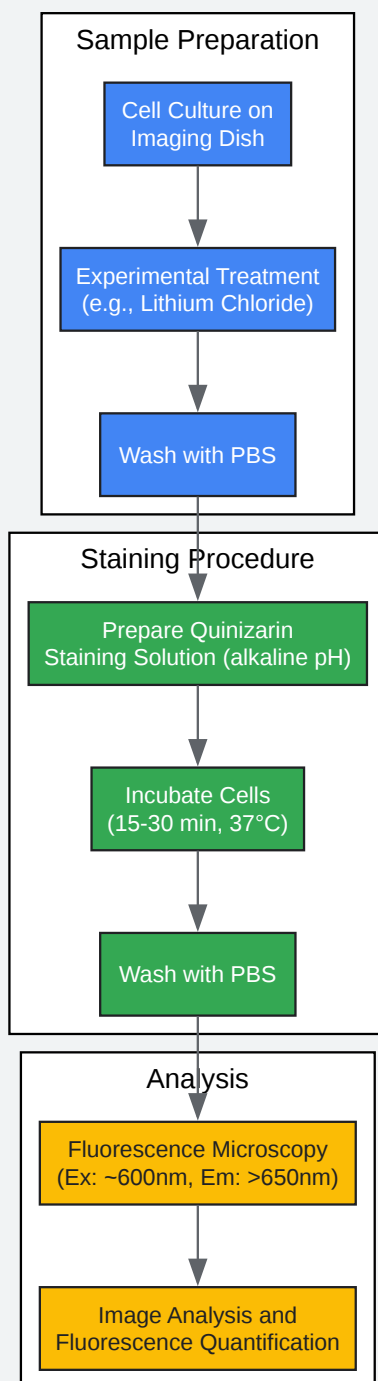 Sample Preparation
Cell Culture on
Imaging Dish
Experimental Treatment
(e.g., Lithium Chloride)
Wash with PBS
Staining Procedure
Prepare Quinizarin
Staining Solution (alkaline pH)
Incubate Cells
(15-30 min, 37°C)
Wash with PBS
Analysis
Fluorescence Microscopy
(Ex: ~600nm, Em: >650nm)
Image Analysis and
Fluorescence Quantification